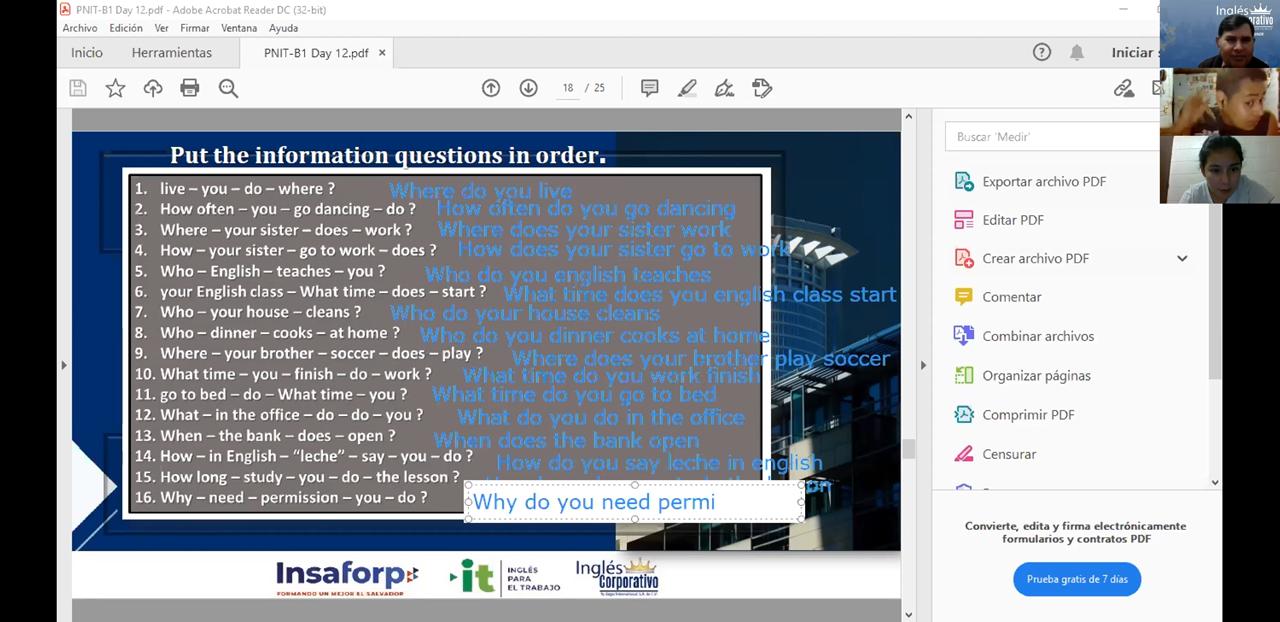 PNIT-B1 Day 12.pdf - Adobe Acrobat Reader DC (32-bit)
Archivo Edición Ver Firmar Ventana Ayuda
Inicio Herramientas PNIT-B1 Day 12.pdf × Iniciar
18 / 25
Inglés
Put the information questions in order.
1. live – you – do – where ? Where do you live
2. How often – you – go dancing – do ? How often do you go dancing
3. Where – your sister – does – work ? Where does your sister work
4. How – your sister – go to work – does ? How does your sister go to work
5. Who – English – teaches – you ? Who do you english teaches
6. your English class – What time – does – start ? What time does you english class start
7. Who – your house – cleans ? Who do your house cleans
8. Who – dinner – cooks – at home ? Who do you dinner cooks at home
9. Where – your brother – soccer – does – play ? Where does your brother play soccer
10. What time – you – finish – do – work ? What time do you work finish
11. go to bed – do – What time – you ? What time do you go to bed
12. What – in the office – do – do – you ? What do you do in the office
13. When – the bank – does – open ? When does the bank open
14. How – in English – “leche” – say – you – do ? How do you say leche in english
15. How long – study – you – do – the lesson ?
16. Why – need – permission – you – do ? Why do you need permi
Insaforp
FORMANDO UN MEJOR EL SALVADOR
it
INGLÉS
PARA
EL TRABAJO
Inglés
Corporativo
Buscar 'Medir'
Exportar archivo PDF
Editar PDF
Crear archivo PDF
Comentar
Combinar archivos
Organizar páginas
Comprimir PDF
Censurar
Convierte, edita y firma electrónicamente
formularios y contratos PDF
Prueba gratis de 7 días